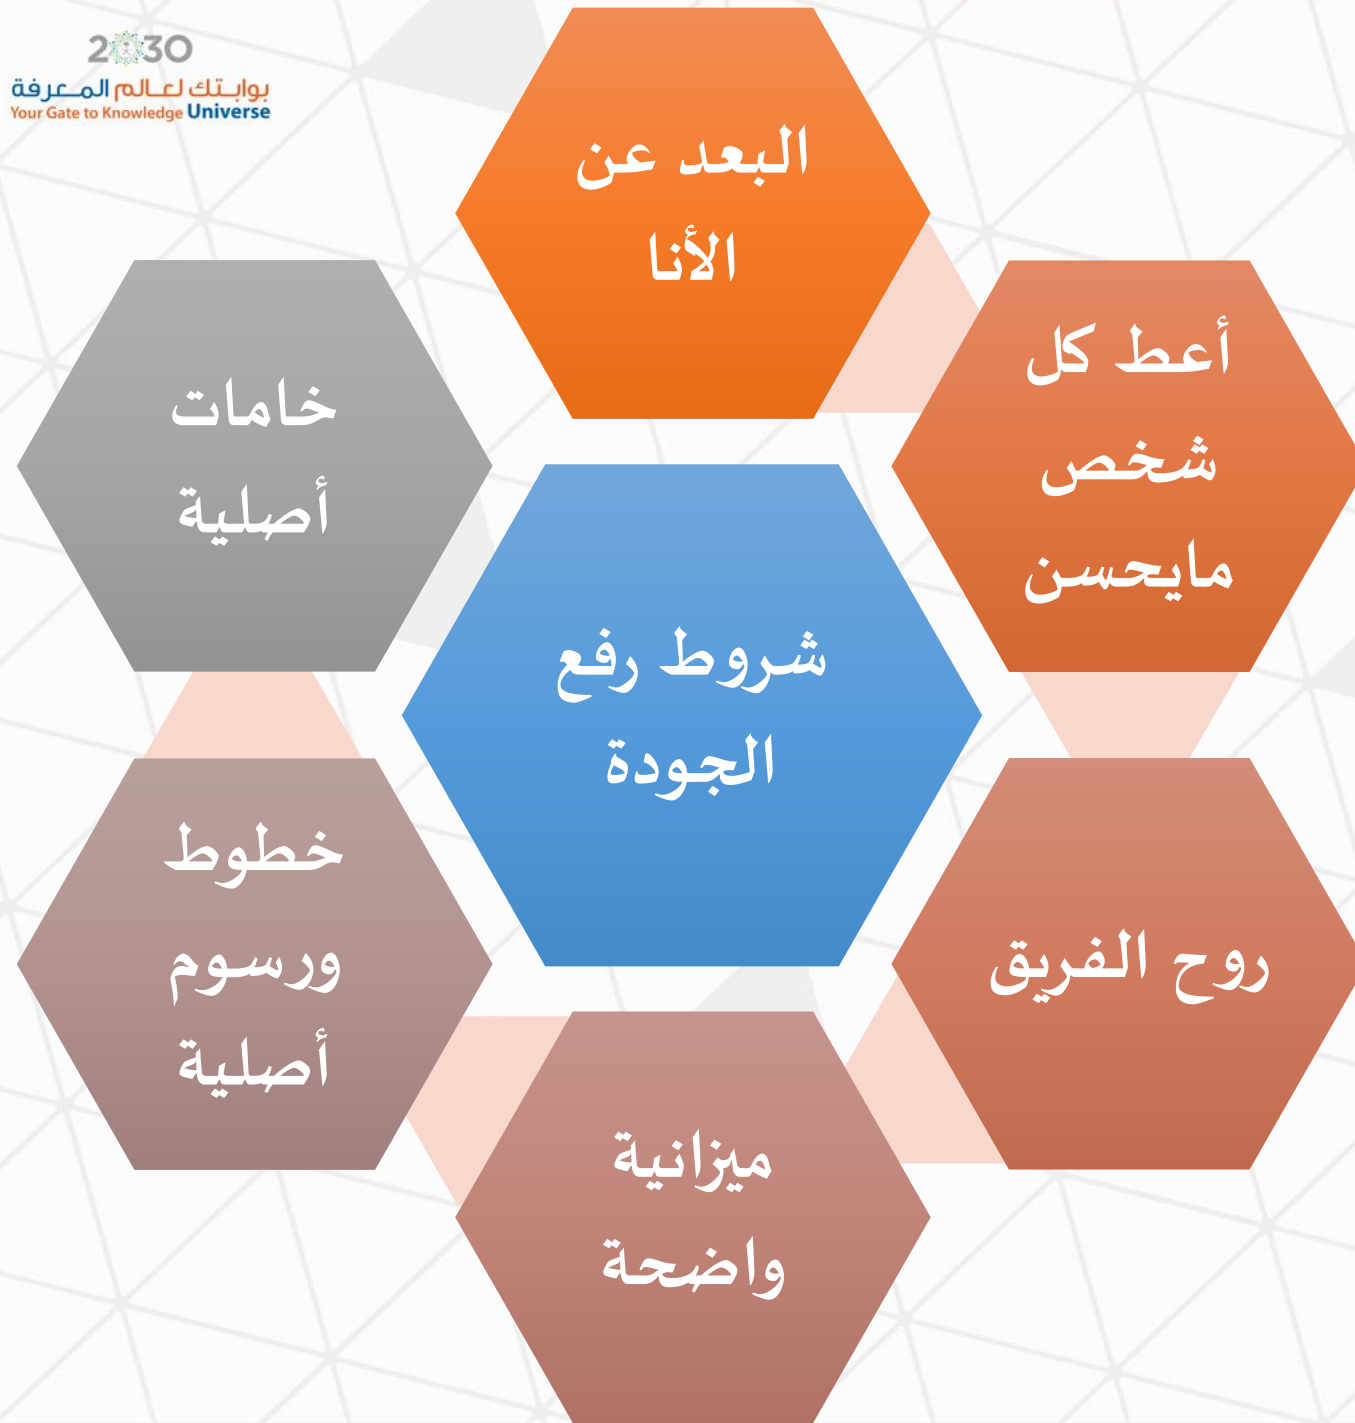 2030
بوابتك لعالم المعرفة
Your Gate to Knowledge Universe
البعد عن
الأنا
أعط كل
شخص
مايحسن
روح الفريق
ميزانية
واضحة
خطوط
ورسوم
أصلية
خامات
أصلية
شروط رفع
الجودة